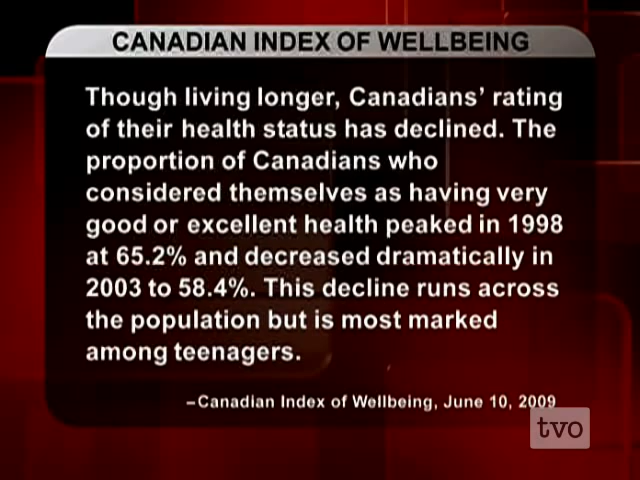 CANADIAN INDEX OF WELLBEING
Though living longer, Canadians’ rating
of their health status has declined. The
proportion of Canadians who
considered themselves as having very
good or excellent health peaked in 1998
at 65.2% and decreased dramatically in
2003 to 58.4%. This decline runs across
the population but is most marked
among teenagers.
–Canadian Index of Wellbeing, June 10, 2009
tvo